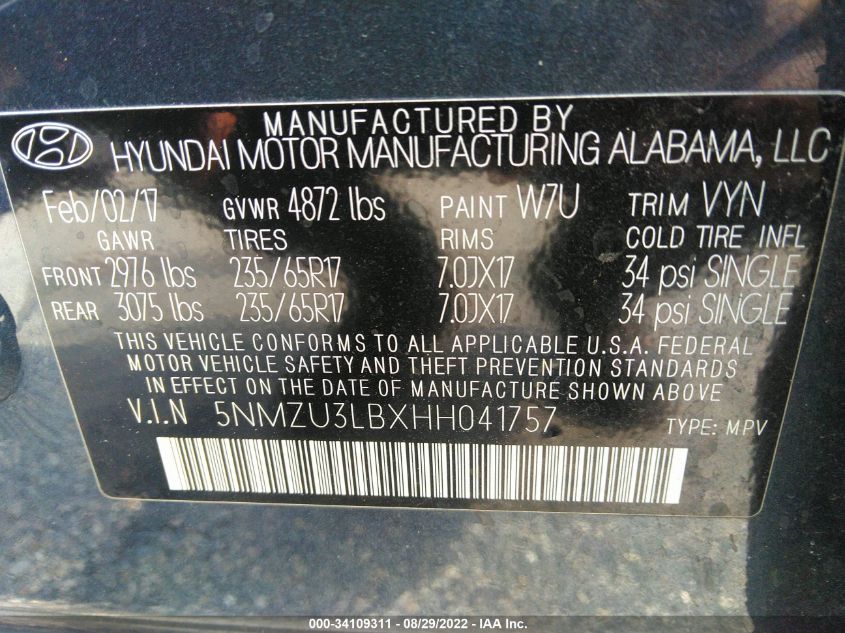 MANUFACTURED BY
HYUNDAI MOTOR MANUFACTURING ALABAMA, LLC
Feb/02/17 GVWR 4872 lbs PAINT W7U TRIM VYN
GAWR TIRES RIMS COLD TIRE INFL
FRONT 2976 lbs 235/65R17 7.0JX17 34 psi SINGLE
REAR 3075 lbs 235/65R17 7.0JX17 34 psi SINGLE
THIS VEHICLE CONFORMS TO ALL APPLICABLE U.S.A. FEDERAL
MOTOR VEHICLE SAFETY AND THEFT PREVENTION STANDARDS
IN EFFECT ON THE DATE OF MANUFACTURE SHOWN ABOVE
V.I.N 5NMZU3LBXHH041757 TYPE: MPV
000-34109311 - 08/29/2022 - IAA Inc.